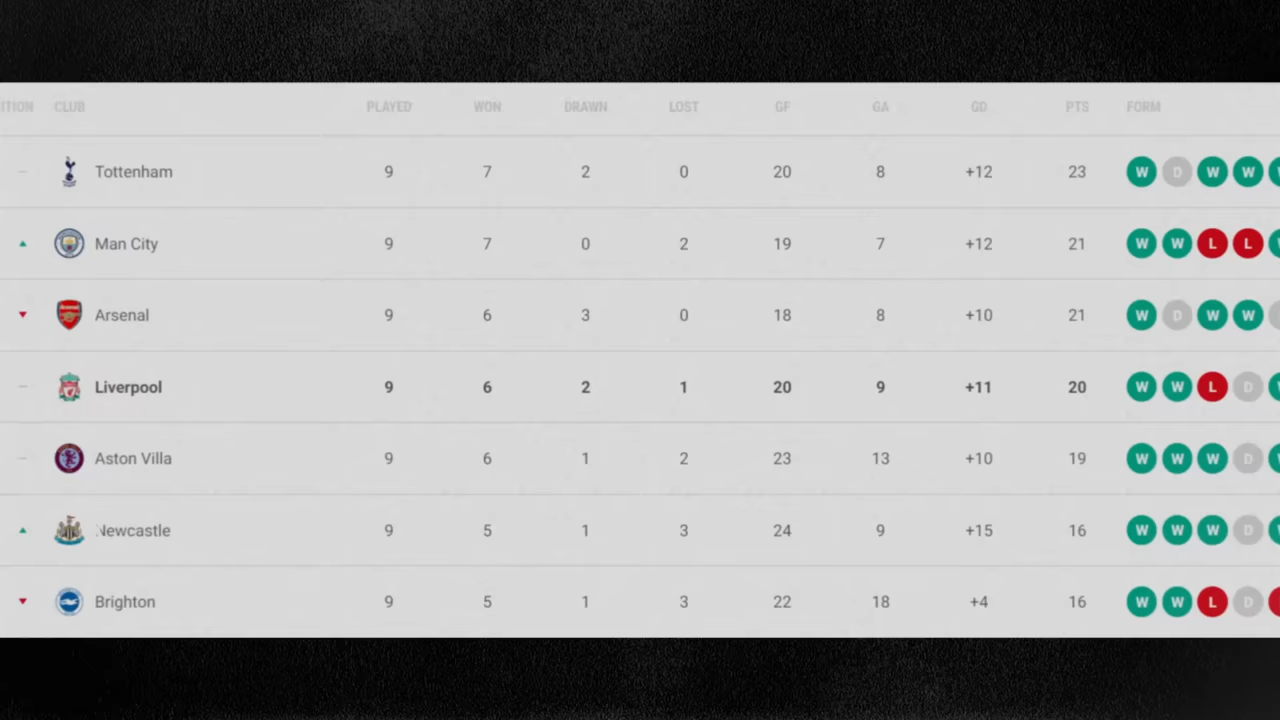 ITION CLUB PLAYED WON DRAWN LOST GF GA GD PTS FORM
Tottenham 9 7 2 0 20 8 +12 23 W D W W
Man City 9 7 0 2 19 7 +12 21 W W L L
Arsenal 9 6 3 0 18 8 +10 21 W D W W
Liverpool 9 6 2 1 20 9 +11 20 W W L D
Aston Villa 9 6 1 2 23 13 +10 19 W W W D
Newcastle 9 5 1 3 24 9 +15 16 W W W D
Brighton 9 5 1 3 22 18 +4 16 W W L D